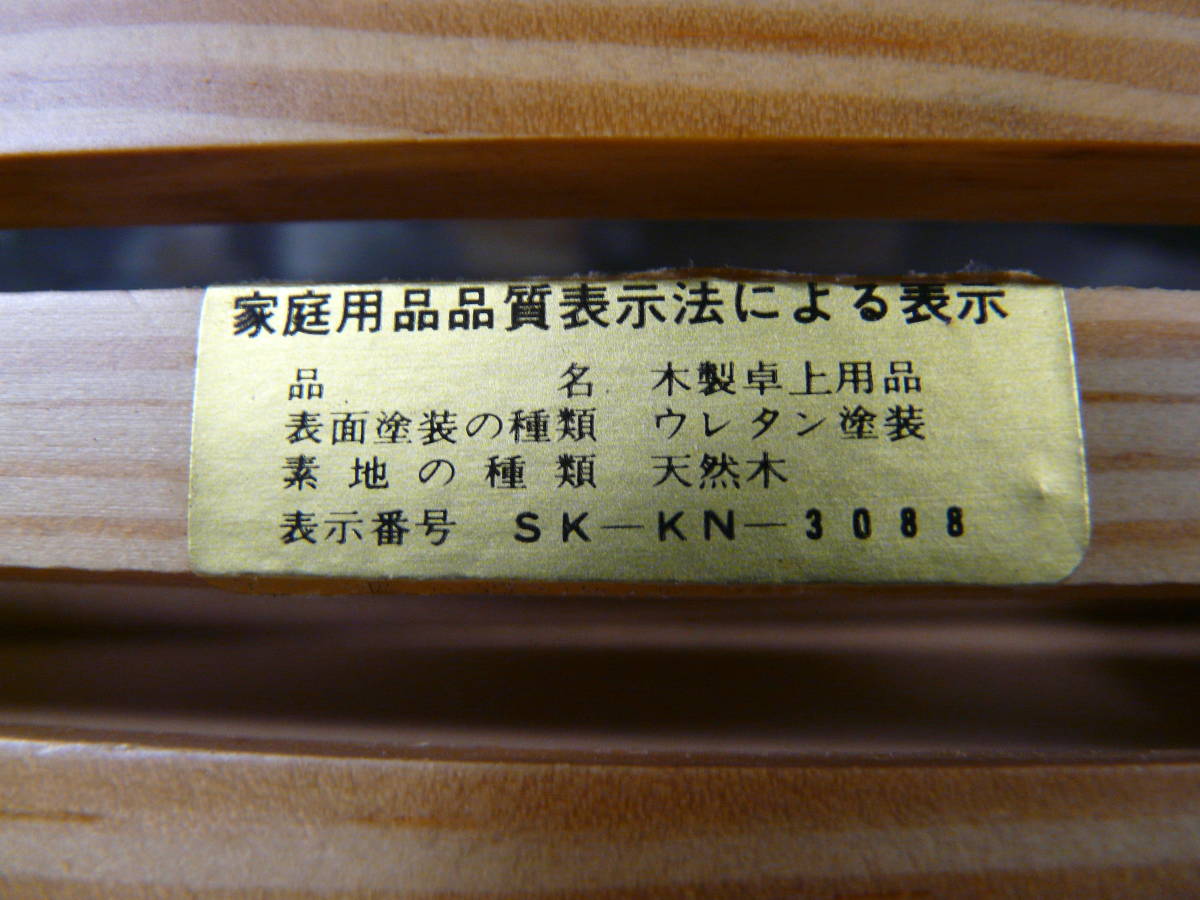 家庭用品品質表示法による表示
品名 木製卓上用品
表面塗装の種類 ウレタン塗装
素地の種類 天然木
表示番号 SK-KN-3088